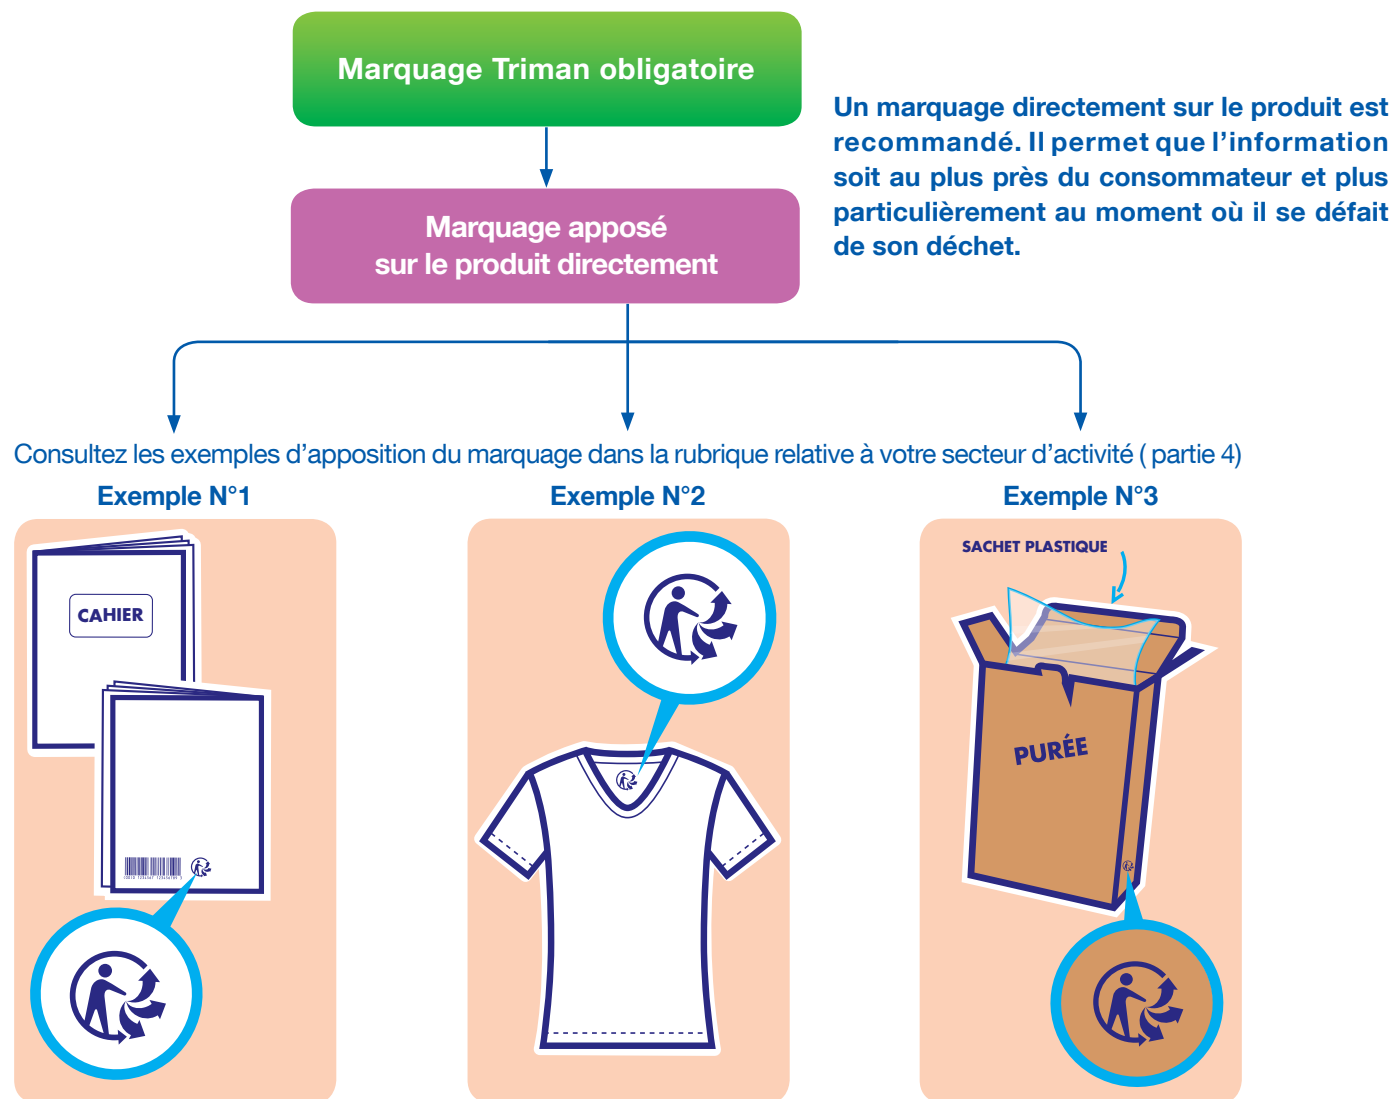 Marquage Triman obligatoire
Un marquage directement sur le produit est
recommandé. Il permet que l’information
soit au plus près du consommateur et plus
particulièrement au moment où il se défait
de son déchet.
Marquage apposé
sur le produit directement
Consultez les exemples d’apposition du marquage dans la rubrique relative à votre secteur d’activité ( partie 4)
Exemple N°1
Exemple N°2
Exemple N°3
CAHIER
SACHET PLASTIQUE
PURÉE